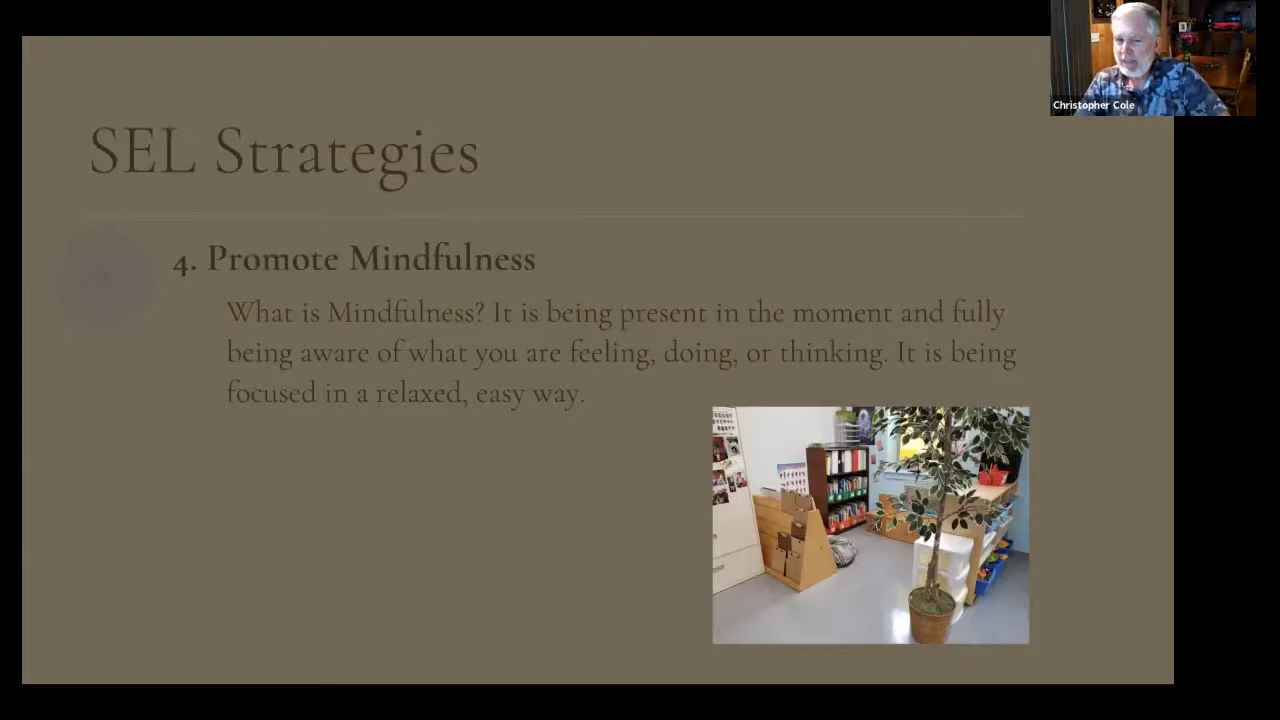 Christopher Cole
SEL Strategies
4. Promote Mindfulness
What is Mindfulness? It is being present in the moment and fully
being aware of what you are feeling, doing, or thinking. It is being
focused in a relaxed, easy way.